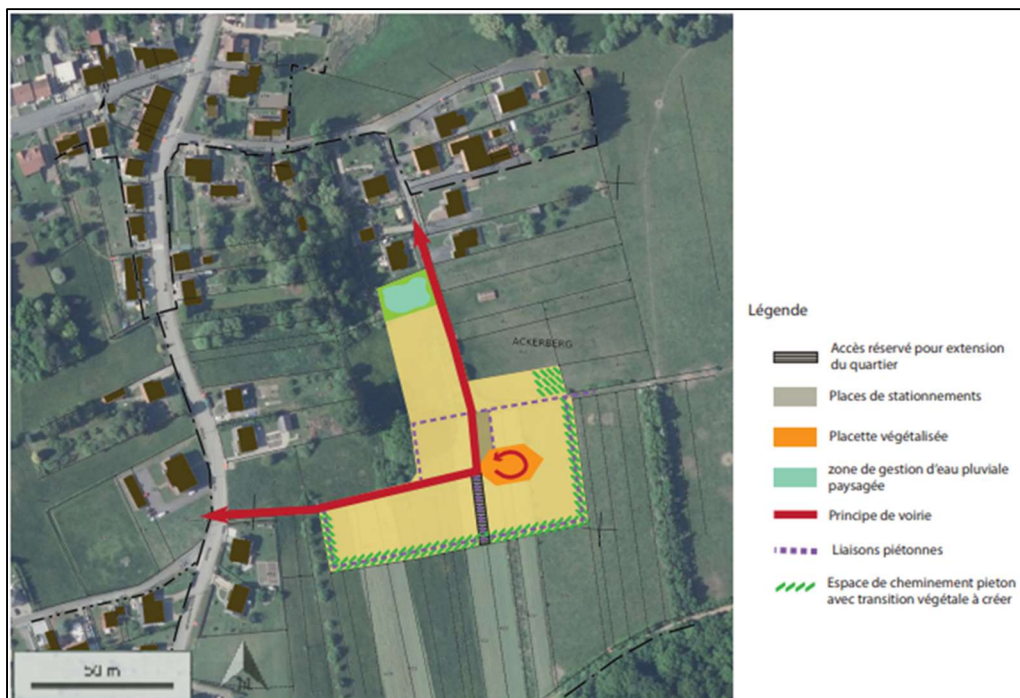 ACKERBERG
50 m
N
Légende
Accès réservé pour extension
du quartier
Places de stationnements
Placette végétalisée
zone de gestion d'eau pluviale
paysagée
Principe de voirie
Liaisons piétonnes
Espace de cheminement pieton
avec transition végétale à créer